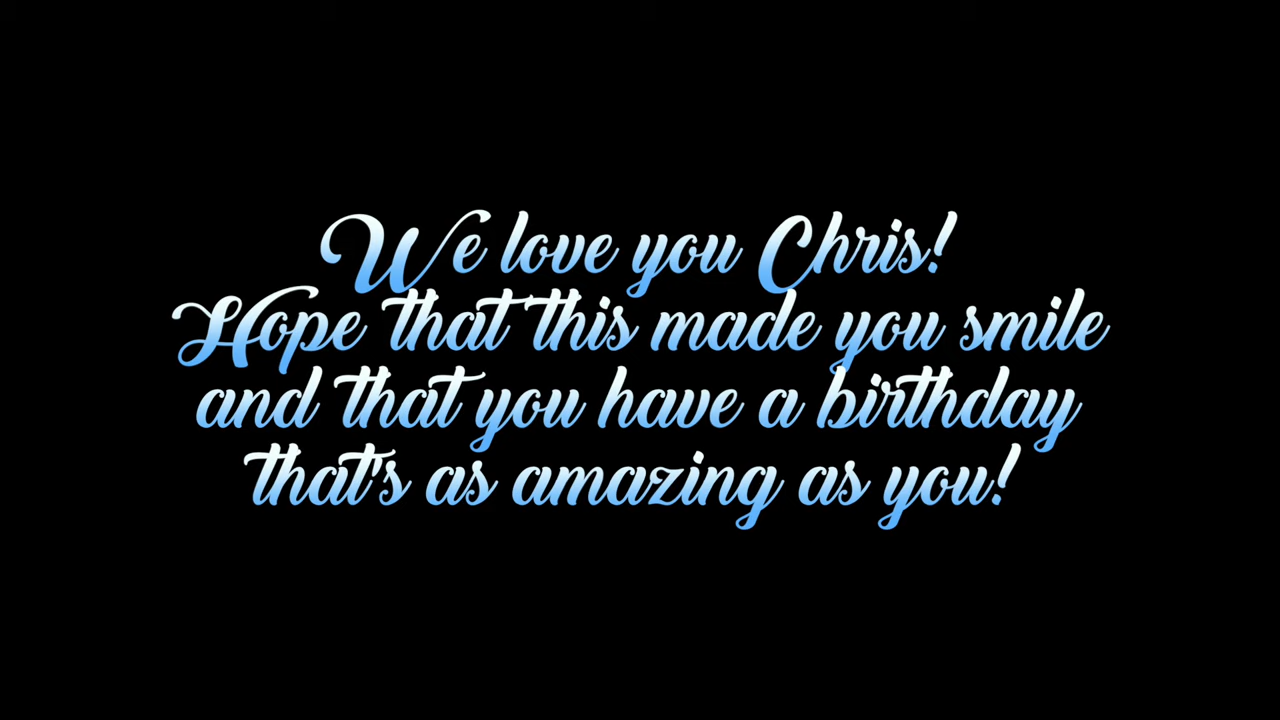 We love you Chris!
Hope that this made you smile
and that you have a birthday
that's as amazing as you!